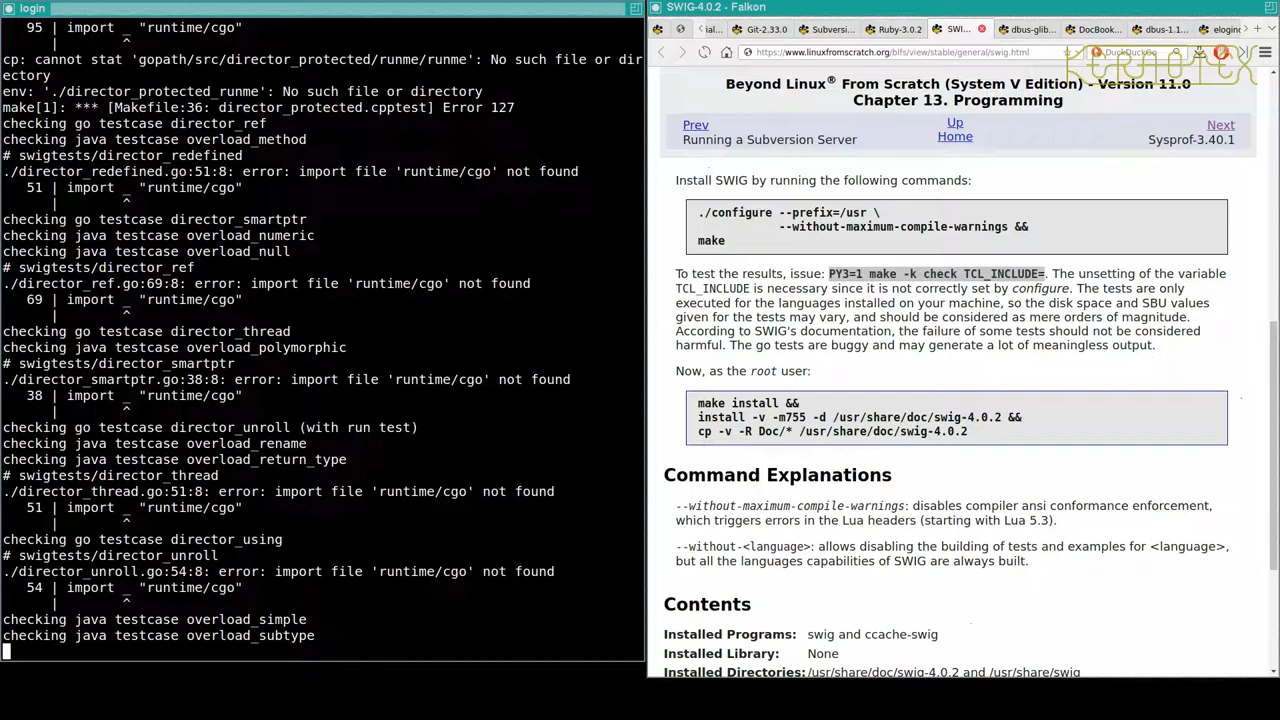 login
95 | import _ "runtime/cgo"
| ^
cp: cannot stat 'gopath/src/director_protected/runme/runme': No such file or dir
ectory
env: './director_protected_runme': No such file or directory
make[1]: *** [Makefile:36: director_protected.cpptest] Error 127
checking go testcase director_ref
checking java testcase overload_method
# swigtests/director_redefined
./director_redefined.go:51:8: error: import file 'runtime/cgo' not found
51 | import _ "runtime/cgo"
| ^
checking go testcase director_smartptr
checking java testcase overload_numeric
checking java testcase overload_null
# swigtests/director_ref
./director_ref.go:69:8: error: import file 'runtime/cgo' not found
69 | import _ "runtime/cgo"
| ^
checking go testcase director_thread
checking java testcase overload_polymorphic
# swigtests/director_smartptr
./director_smartptr.go:38:8: error: import file 'runtime/cgo' not found
38 | import _ "runtime/cgo"
| ^
checking go testcase director_unroll (with run test)
checking java testcase overload_rename
checking java testcase overload_return_type
# swigtests/director_thread
./director_thread.go:51:8: error: import file 'runtime/cgo' not found
51 | import _ "runtime/cgo"
| ^
checking go testcase director_using
# swigtests/director_unroll
./director_unroll.go:54:8: error: import file 'runtime/cgo' not found
54 | import _ "runtime/cgo"
| ^
checking java testcase overload_simple
checking java testcase overload_subtype
SWIG-4.0.2 - Falkon
Git-2.33.0 Subversi... Ruby-3.0.2 SWI... dbus-glib... DocBook... dbus-1.1... eloginc
https://www.linuxfromscratch.org/blfs/view/stable/general/swig.html DuckDuckGo
KERNOTEX
Beyond Linux® From Scratch (System V Edition) - Version 11.0
Chapter 13. Programming
Prev Up Next
Running a Subversion Server Home Sysprof-3.40.1
Install SWIG by running the following commands:
./configure --prefix=/usr \
--without-maximum-compile-warnings &&
make
To test the results, issue: PY3=1 make -k check TCL_INCLUDE=. The unsetting of the variable
TCL_INCLUDE is necessary since it is not correctly set by configure. The tests are only
executed for the languages installed on your machine, so the disk space and SBU values
given for the tests may vary, and should be considered as mere orders of magnitude.
According to SWIG's documentation, the failure of some tests should not be considered
harmful. The go tests are buggy and may generate a lot of meaningless output.
Now, as the root user:
make install &&
install -v -m755 -d /usr/share/doc/swig-4.0.2 &&
cp -v -R Doc/* /usr/share/doc/swig-4.0.2
Command Explanations
--without-maximum-compile-warnings: disables compiler ansi conformance enforcement,
which triggers errors in the Lua headers (starting with Lua 5.3).
--without-<language>: allows disabling the building of tests and examples for <language>,
but all the languages capabilities of SWIG are always built.
Contents
Installed Programs: swig and ccache-swig
Installed Library: None
Installed Directories: /usr/share/doc/swig-4.0.2 and /usr/share/swig